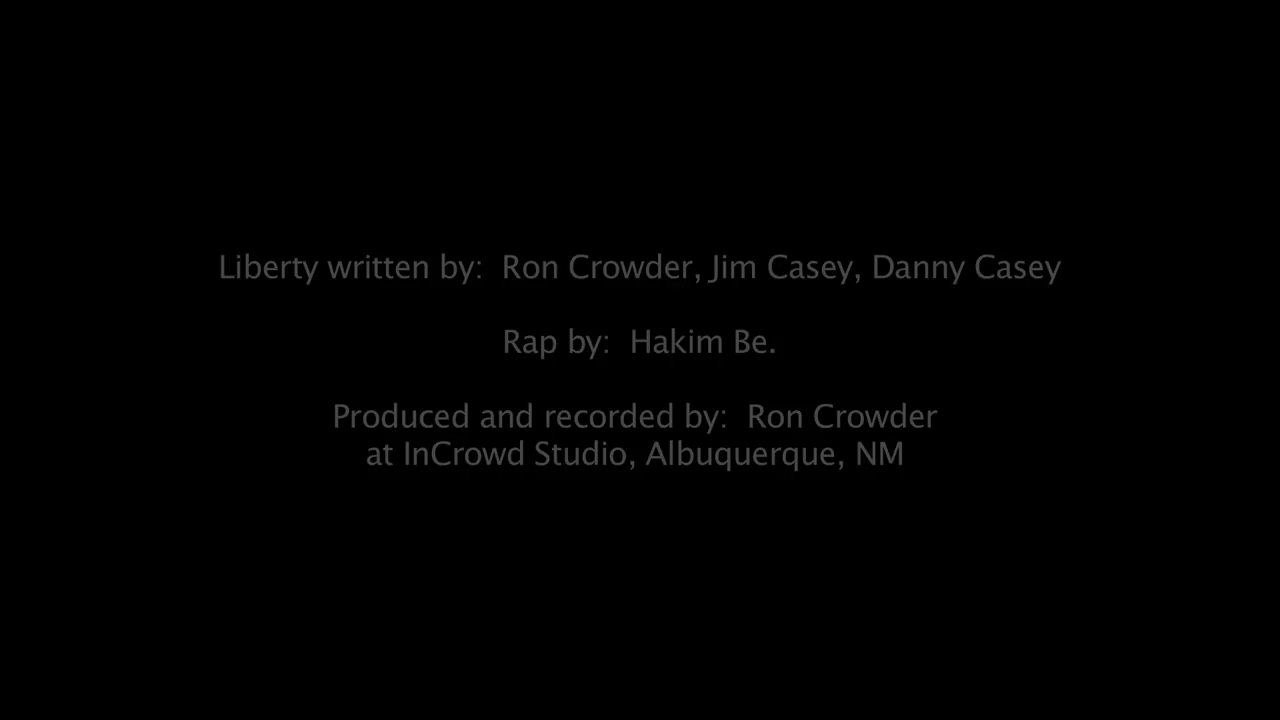 Liberty written by:  Ron Crowder, Jim Casey, Danny Casey
Rap by:  Hakim Be.
Produced and recorded by:  Ron Crowder
at InCrowd Studio, Albuquerque, NM